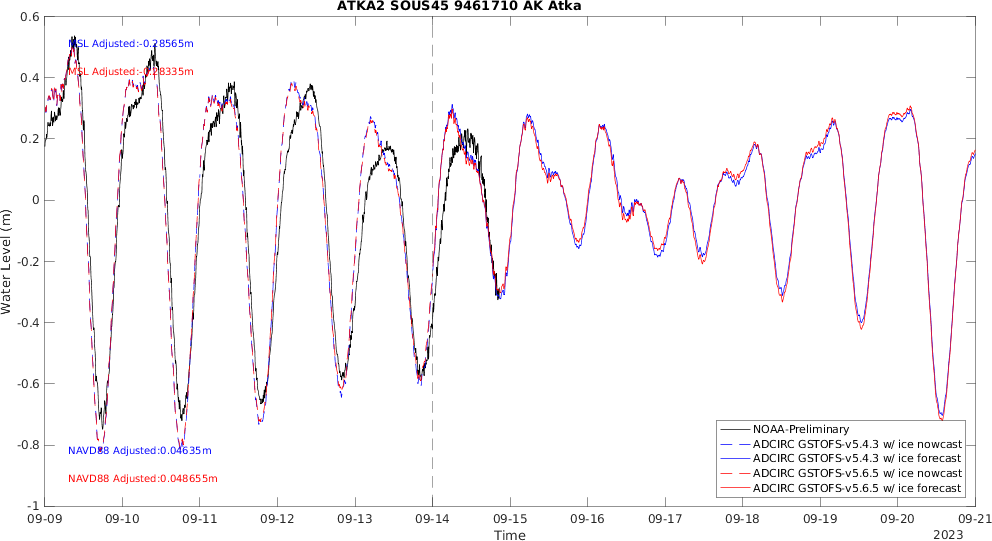 ATKA2 SOUS45 9461710 AK Atka
0.6
0.4
0.2
0
-0.2
-0.4
-0.6
-0.8
-1
Water Level (m)
MSL Adjusted:-0.28565m
MSL Adjusted:-0.28335m
NAVD88 Adjusted:0.04635m
NAVD88 Adjusted:0.048655m
NOAA-Preliminary
ADCIRC GSTOFS-v5.4.3 w/ ice nowcast
ADCIRC GSTOFS-v5.4.3 w/ ice forecast
ADCIRC GSTOFS-v5.6.5 w/ ice nowcast
ADCIRC GSTOFS-v5.6.5 w/ ice forecast
09-09 09-10 09-11 09-12 09-13 09-14 09-15 09-16 09-17 09-18 09-19 09-20 09-21
Time
2023